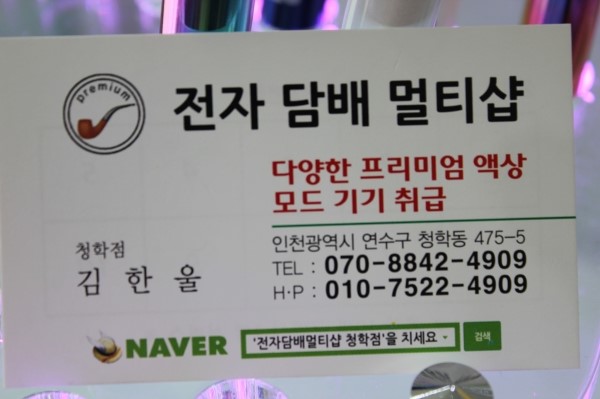 premium
전자 담배 멀티샵
다양한 프리미엄 액상
모드 기기 취급
청학점
김 한 울
인천광역시 연수구 청학동 475-5
TEL : 070-8842-4909
H·P : 010-7522-4909
NAVER '전자담배멀티샵 청학점'을 치세요 검색